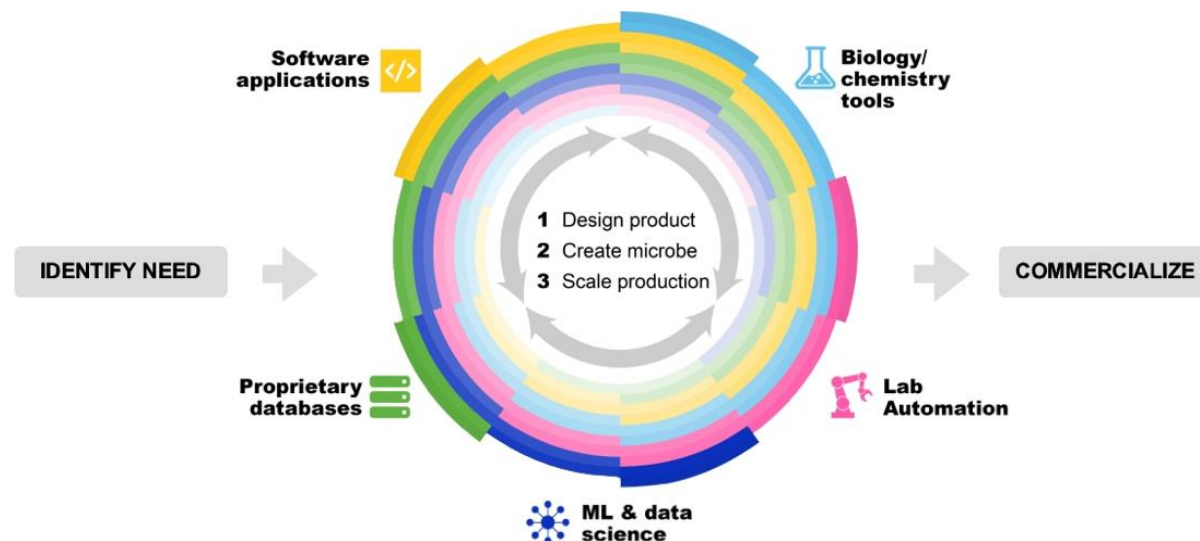 Software
applications
</>
Biology/
chemistry
tools
IDENTIFY NEED
1 Design product
2 Create microbe
3 Scale production
COMMERCIALIZE
Proprietary
databases
Lab
Automation
ML & data
science